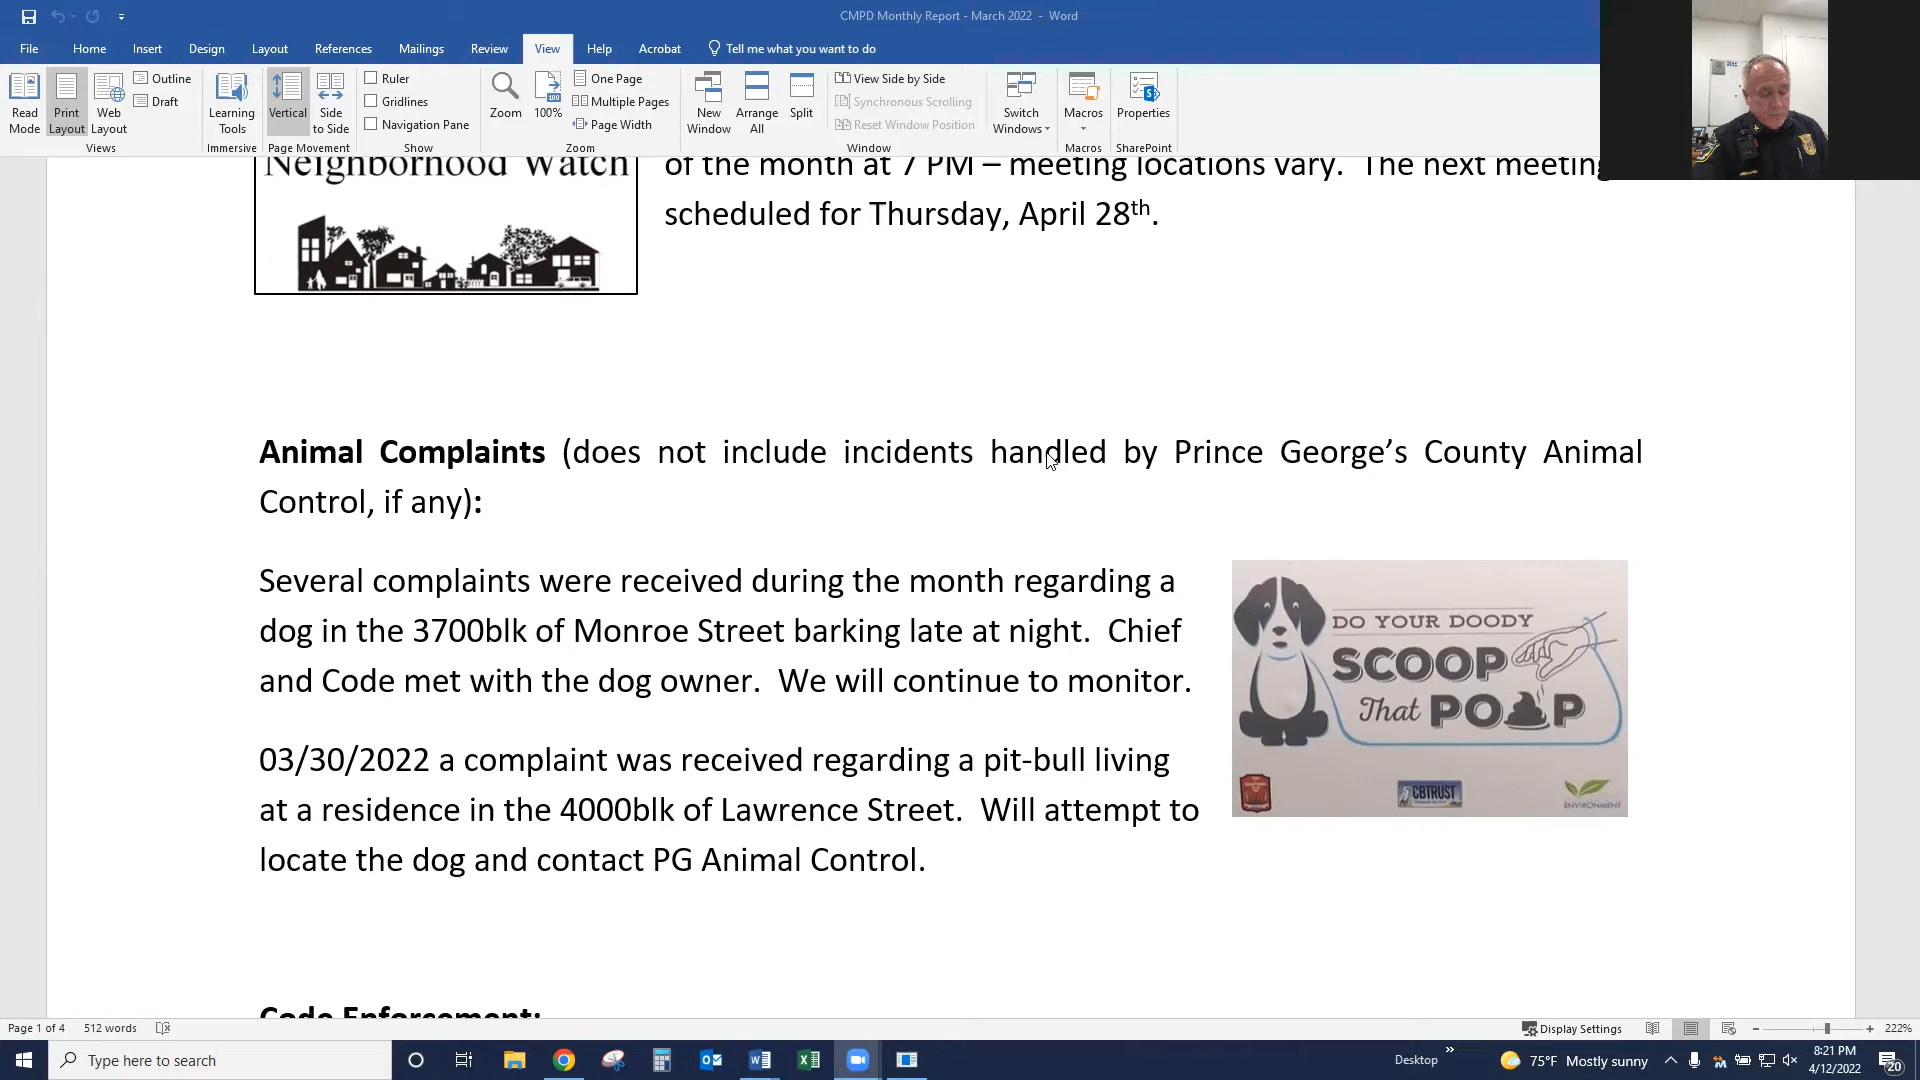 CMPD Monthly Report - March 2022 - Word
File Home Insert Design Layout References Mailings Review View Help Acrobat Tell me what you want to do
Read Mode
Print Layout
Web Layout
Outline
Draft
Views
Learning Tools
Immersive
Vertical
Side to Side
Page Movement
Ruler
Gridlines
Navigation Pane
Show
Zoom
100%
One Page
Multiple Pages
Page Width
Zoom
New Window
Arrange All
Split
View Side by Side
Synchronous Scrolling
Reset Window Position
Window
Switch Windows
Macros
Macros
Properties
SharePoint
Neighborhood Watch
of the month at 7 PM – meeting locations vary. The next meeting
scheduled for Thursday, April 28th.
Animal Complaints (does not include incidents handled by Prince George’s County Animal
Control, if any):
Several complaints were received during the month regarding a
dog in the 3700blk of Monroe Street barking late at night. Chief
and Code met with the dog owner. We will continue to monitor.
03/30/2022 a complaint was received regarding a pit-bull living
at a residence in the 4000blk of Lawrence Street. Will attempt to
locate the dog and contact PG Animal Control.
DO YOUR DOODY
SCOOP
That POOP
CBTRUST
ENVIRONMENT
Code Enforcement:
Page 1 of 4 512 words
Display Settings
222%
Type here to search
Desktop
75°F Mostly sunny
8:21 PM
4/12/2022
20